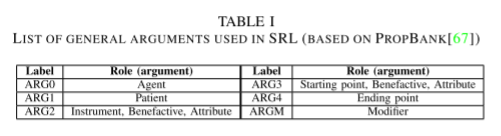 TABLE I
LIST OF GENERAL ARGUMENTS USED IN SRL (BASED ON PROPBANK[67])
Label Role (argument) Label Role (argument)
ARG0 Agent ARG3 Starting point, Benefactive, Attribute
ARG1 Patient ARG4 Ending point
ARG2 Instrument, Benefactive, Attribute ARGM Modifier